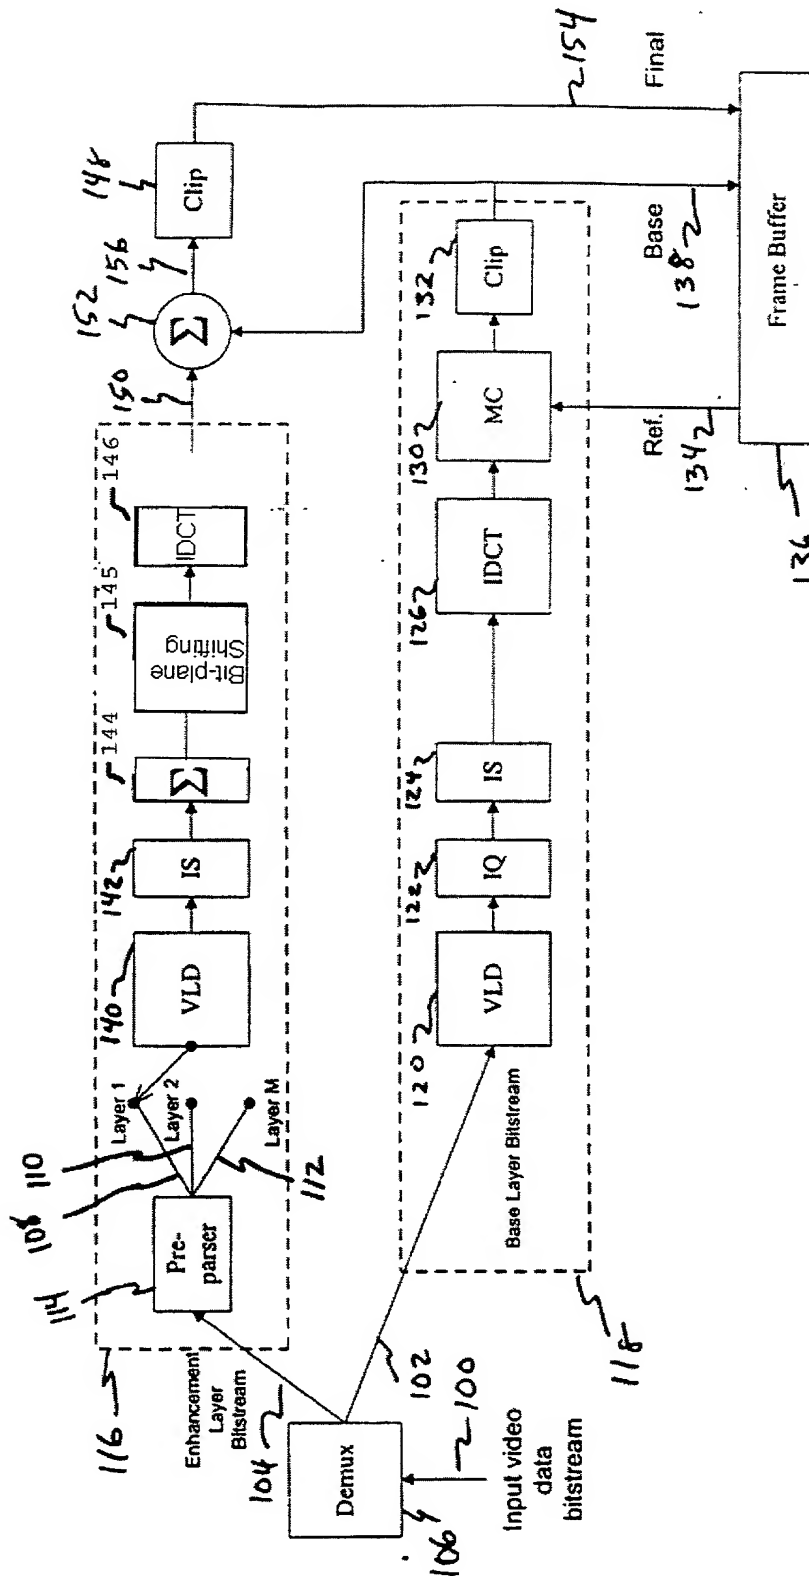 100
Input video
data
bitstream
106
Demux
104
102
Enhancement
Layer
Bitstream
116
114
Pre-
parser
108
110
112
Layer 1
Layer 2
Layer M
140
VLD
142
IS
144
Σ
145
Bit-plane
Shifting
146
IDCT
150
152
Σ
156
148
Clip
154
Final
118
Base Layer Bitstream
120
VLD
122
IQ
124
IS
126
IDCT
130
MC
132
Clip
Ref.
134
Base
138
Frame Buffer
136